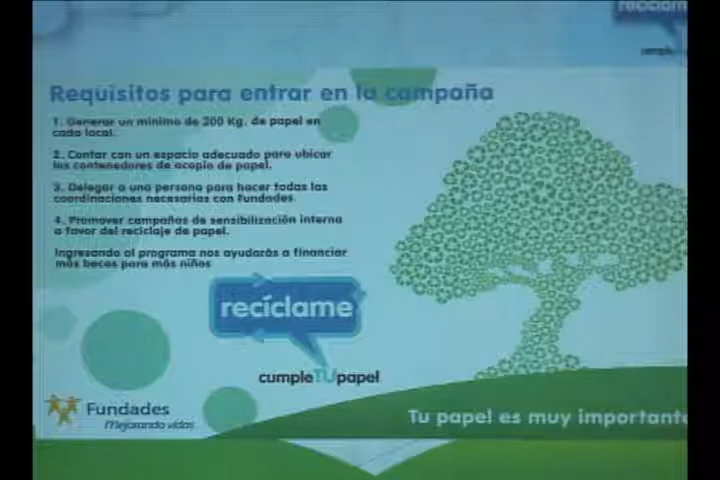 recíclame
cumple
Requisitos para entrar en la campaña
1. Generar un mínimo de 200 Kg. de papel en
cada local.
2. Contar con un espacio adecuado para ubicar
los contenedores de acopio de papel.
3. Delegar a una persona para hacer todas las
coordinaciones necesarias con Fundades.
4. Promover campañas de sensibilización interna
a favor del reciclaje de papel.
Ingresando al programa nos ayudarás a financiar
más becas para más niños
recíclame
cumpleTUpapel
Fundades
Mejorando vidas
Tu papel es muy importante